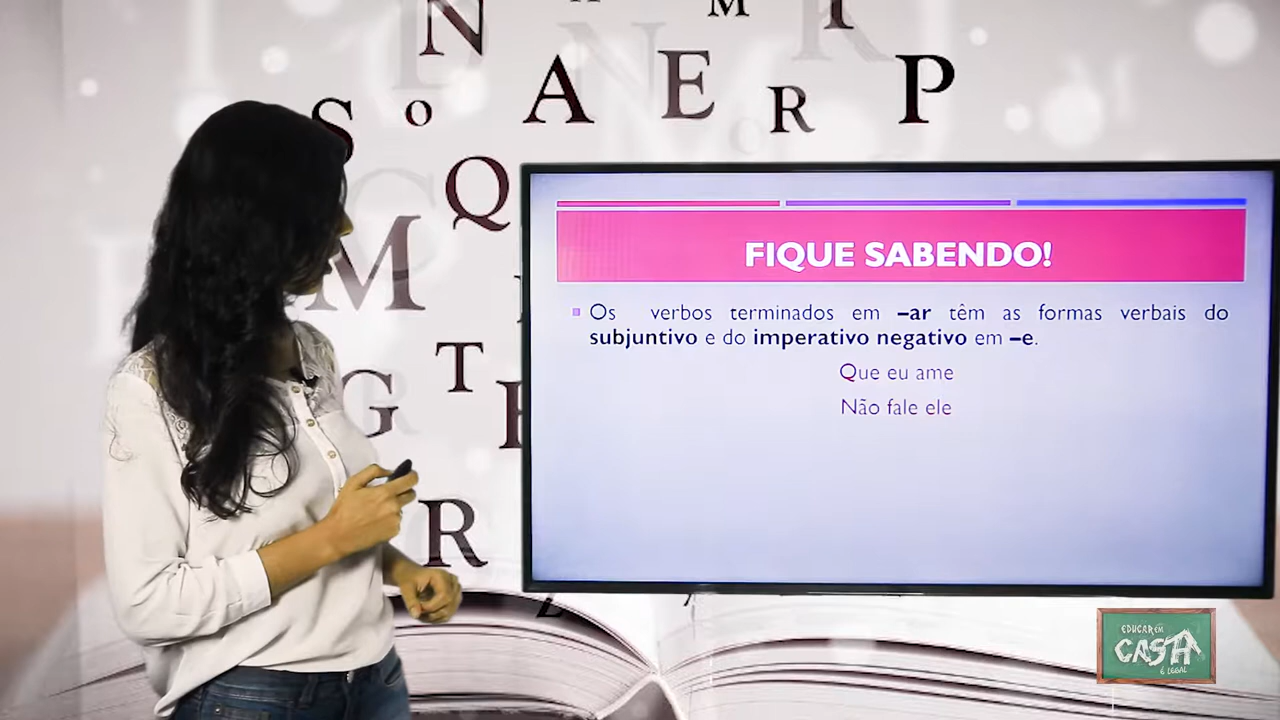 N M
S O A E R P
Q
M
G T
R
FIQUE SABENDO!
Os verbos terminados em –ar têm as formas verbais do
subjuntivo e do imperativo negativo em –e.
Que eu ame
Não fale ele
EDUCAR EM
CASA
É LEGAL